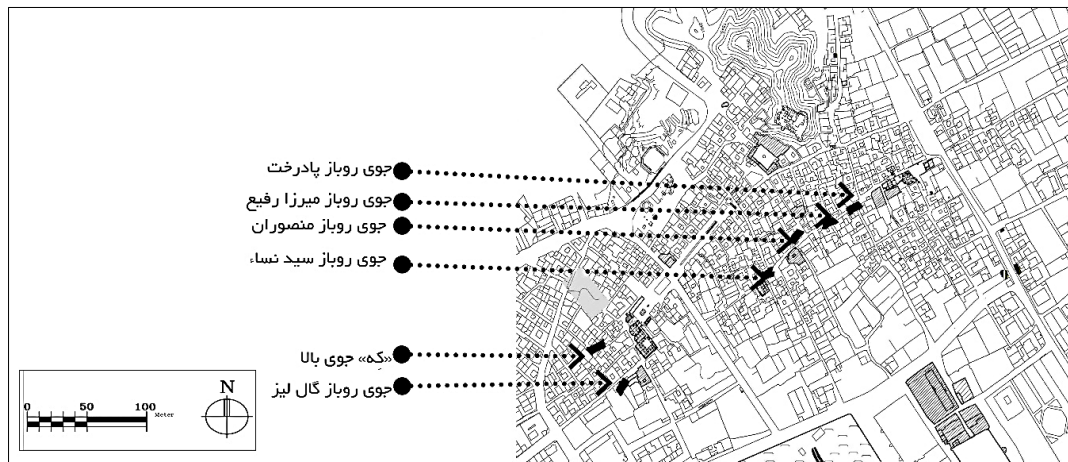 جوی روباز پادرخت
جوی روباز میرزا رفیع
جوی روباز منصوران
جوی روباز سید نساء
«کِه» جوی بالا
جوی روباز گال لیز
N
0 50 100 Meter